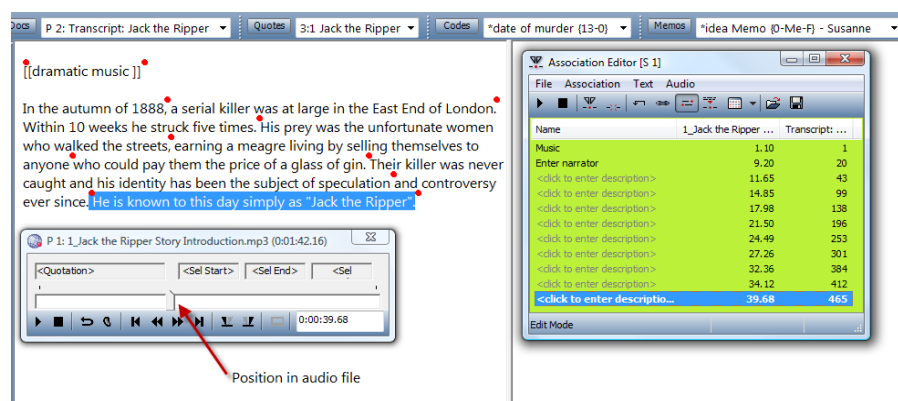 Docs P 2: Transcript: Jack the Ripper Quotes 3:1 Jack the Ripper Codes *date of murder {13-0} Memos *idea Memo {0-Me-F} - Susanne
[[dramatic music ]]
In the autumn of 1888, a serial killer was at large in the East End of London.
Within 10 weeks he struck five times. His prey was the unfortunate women
who walked the streets, earning a meagre living by selling themselves to
anyone who could pay them the price of a glass of gin. Their killer was never
caught and his identity has been the subject of speculation and controversy
ever since. He is known to this day simply as "Jack the Ripper".
P 1: 1_Jack the Ripper Story Introduction.mp3 (0:01:42.16)
<Quotation> <Sel Start> <Sel End> <Sel
0:00:39.68
Position in audio file
Association Editor [S 1]
File Association Text Audio
Name 1_Jack the Ripper ... Transcript: ...
Music 1.10 1
Enter narrator 9.20 20
<click to enter description> 11.65 43
<click to enter description> 14.85 99
<click to enter description> 17.98 138
<click to enter description> 21.50 196
<click to enter description> 24.49 253
<click to enter description> 27.26 301
<click to enter description> 32.36 384
<click to enter description> 34.12 412
<click to enter descriptio... 39.68 465
Edit Mode